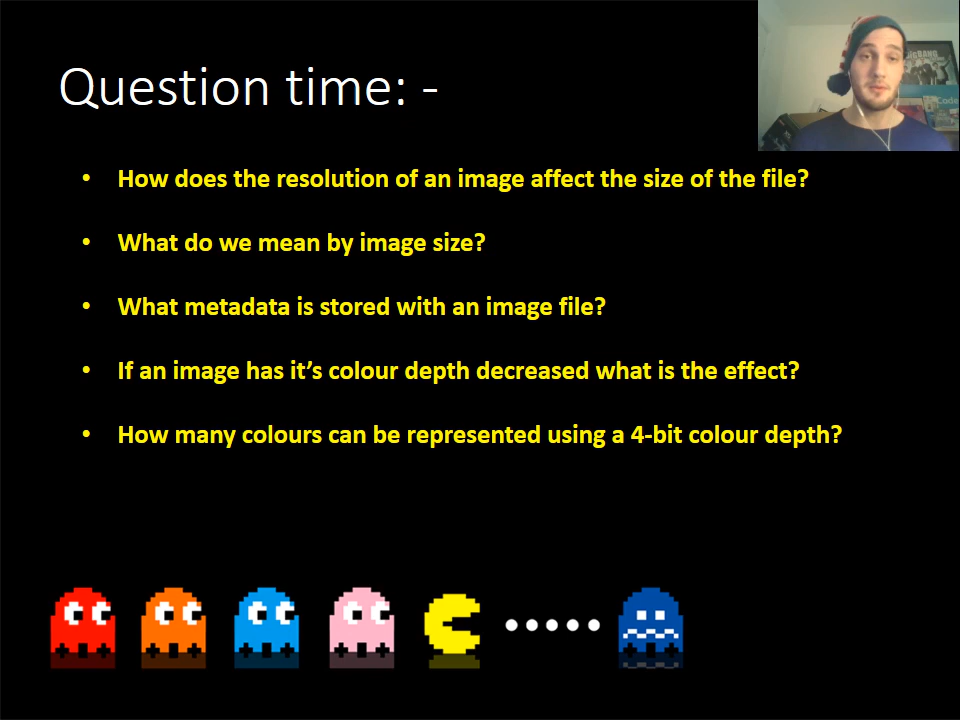 Question time: -
• How does the resolution of an image affect the size of the file?
• What do we mean by image size?
• What metadata is stored with an image file?
• If an image has it’s colour depth decreased what is the effect?
• How many colours can be represented using a 4-bit colour depth?